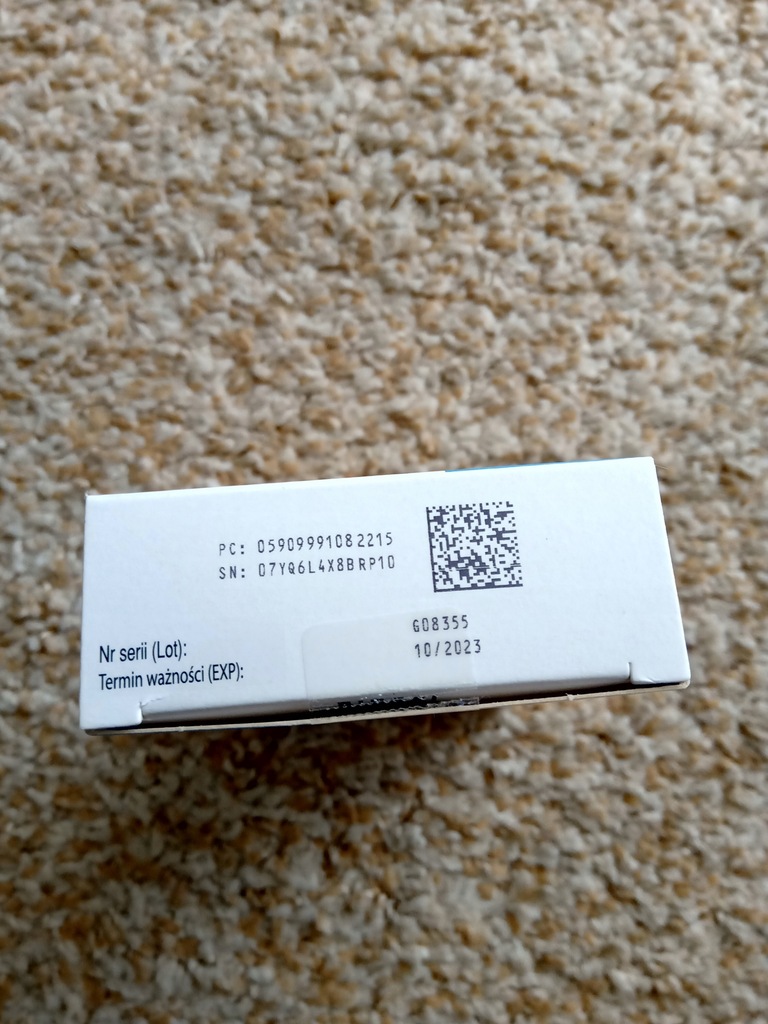 PC: 05909991082215
SN: 07YQ6L4X8BRP10
Nr serii (Lot): G08355
Termin ważności (EXP): 10/2023